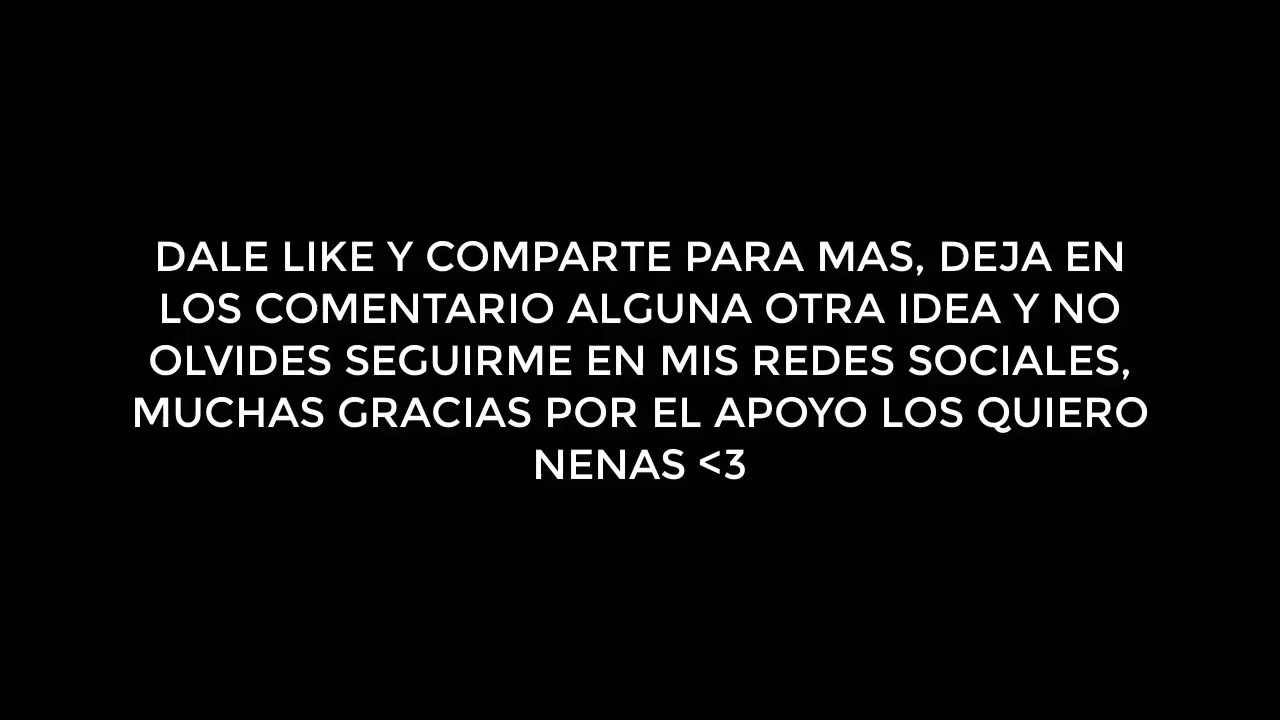 DALE LIKE Y COMPARTE PARA MAS, DEJA EN
LOS COMENTARIO ALGUNA OTRA IDEA Y NO
OLVIDES SEGUIRME EN MIS REDES SOCIALES,
MUCHAS GRACIAS POR EL APOYO LOS QUIERO
NENAS <3